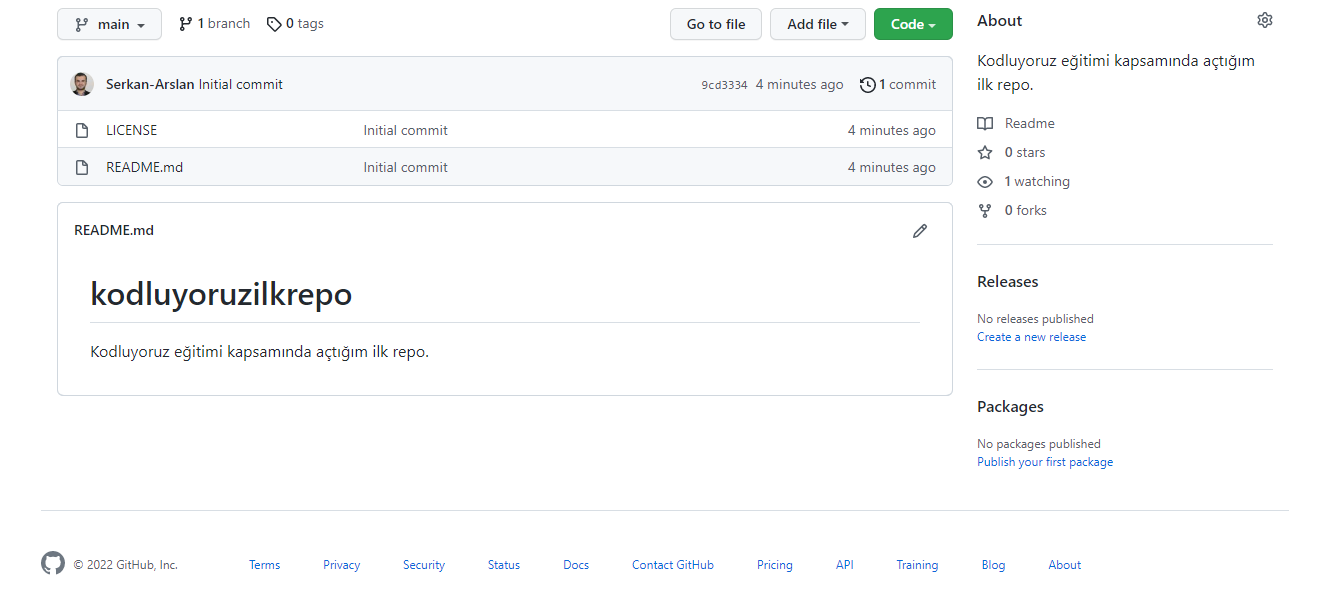 main
1 branch
0 tags
Go to file
Add file
Code
Serkan-Arslan Initial commit
9cd3334 4 minutes ago
1 commit
LICENSE
Initial commit
4 minutes ago
README.md
Initial commit
4 minutes ago
README.md
kodluyoruzilkrepo
Kodluyoruz eğitimi kapsamında açtığım ilk repo.
About
Kodluyoruz eğitimi kapsamında açtığım
ilk repo.
Readme
0 stars
1 watching
0 forks
Releases
No releases published
Create a new release
Packages
No packages published
Publish your first package
© 2022 GitHub, Inc.
Terms
Privacy
Security
Status
Docs
Contact GitHub
Pricing
API
Training
Blog
About